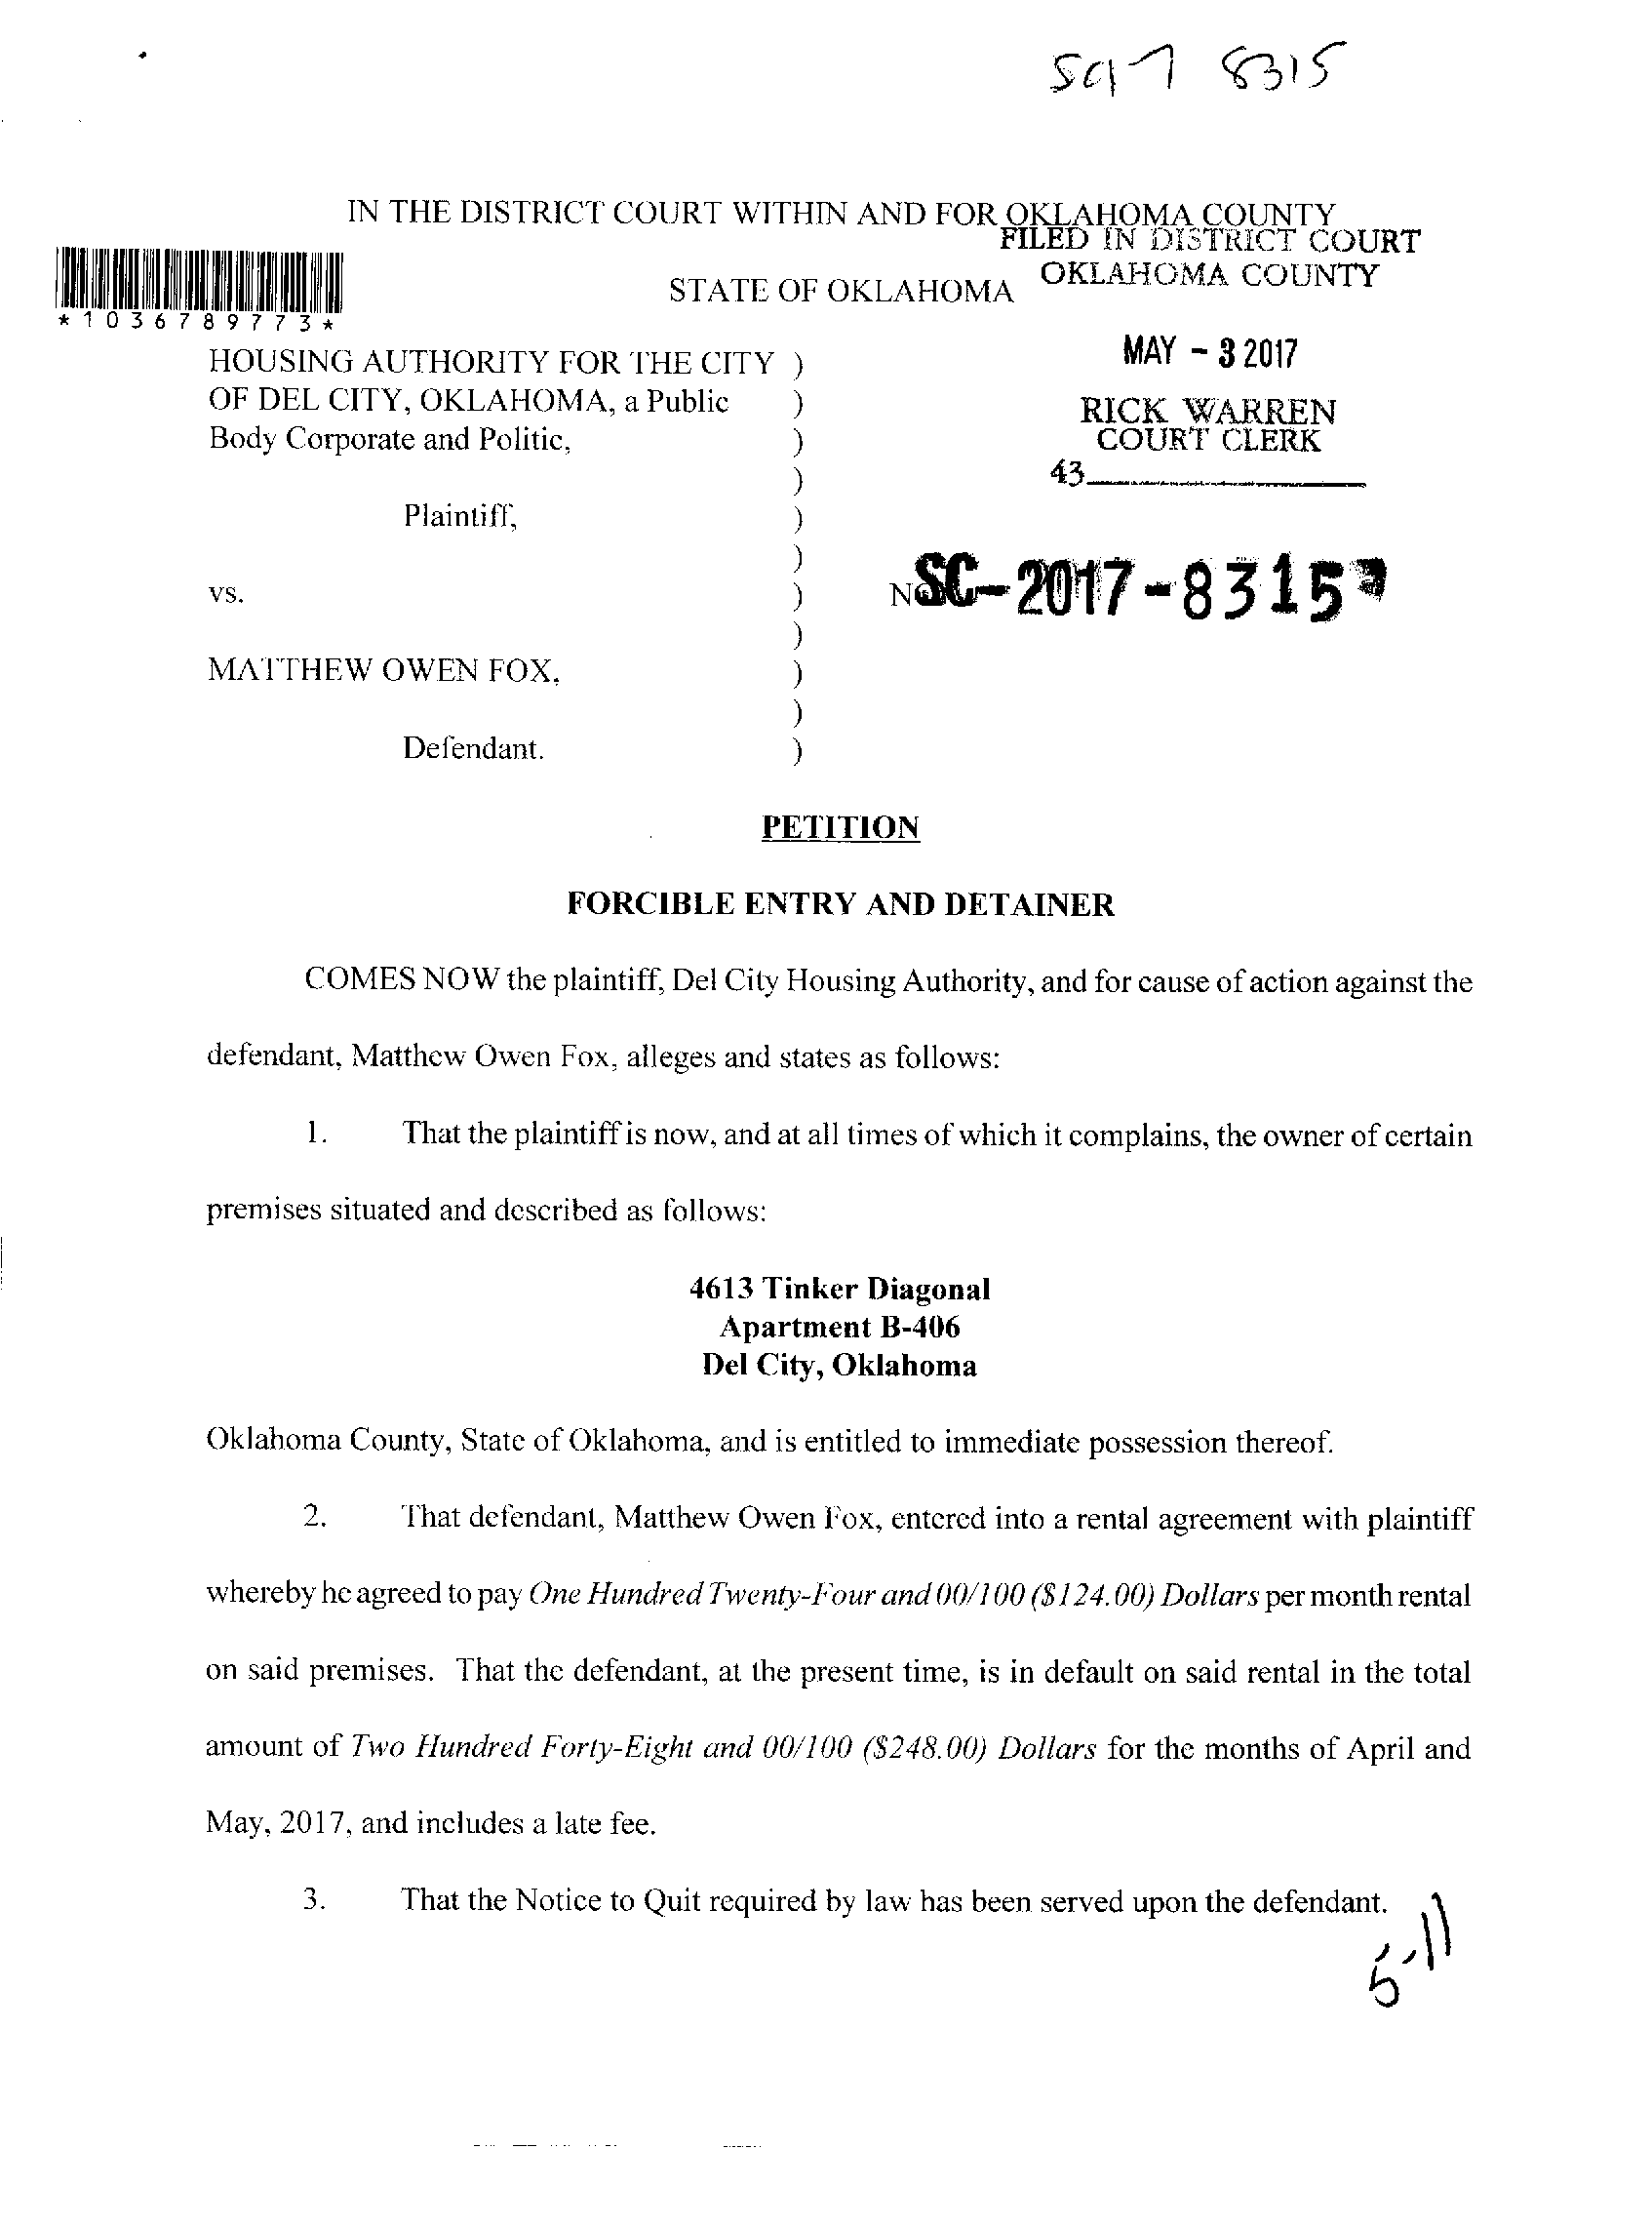 8315
IN THE DISTRICT COURT WITHIN AND FOR OKLAHOMA COUNTY
FILED IN DISTRICT COURT
OKLAHOMA COUNTY
STATE OF OKLAHOMA
*1036789773*
MAY - 3 2017
HOUSING AUTHORITY FOR THE CITY )
OF DEL CITY, OKLAHOMA, a Public )
Body Corporate and Politic, )
)
RICK WARREN
COURT CLERK
43
Plaintiff, )
)
vs. )
SC-2017-8315
)
MATTHEW OWEN FOX, )
)
Defendant. )
PETITION
FORCIBLE ENTRY AND DETAINER
COMES NOW the plaintiff, Del City Housing Authority, and for cause of action against the
defendant, Matthew Owen Fox, alleges and states as follows:
1. That the plaintiff is now, and at all times of which it complains, the owner of certain
premises situated and described as follows:
4613 Tinker Diagonal
Apartment B-406
Del City, Oklahoma
Oklahoma County, State of Oklahoma, and is entitled to immediate possession thereof.
2. That defendant, Matthew Owen Fox, entered into a rental agreement with plaintiff
whereby he agreed to pay One Hundred Twenty-Four and 00/100 ($124.00) Dollars per month rental
on said premises. That the defendant, at the present time, is in default on said rental in the total
amount of Two Hundred Forty-Eight and 00/100 ($248.00) Dollars for the months of April and
May, 2017, and includes a late fee.
3. That the Notice to Quit required by law has been served upon the defendant.
5-11